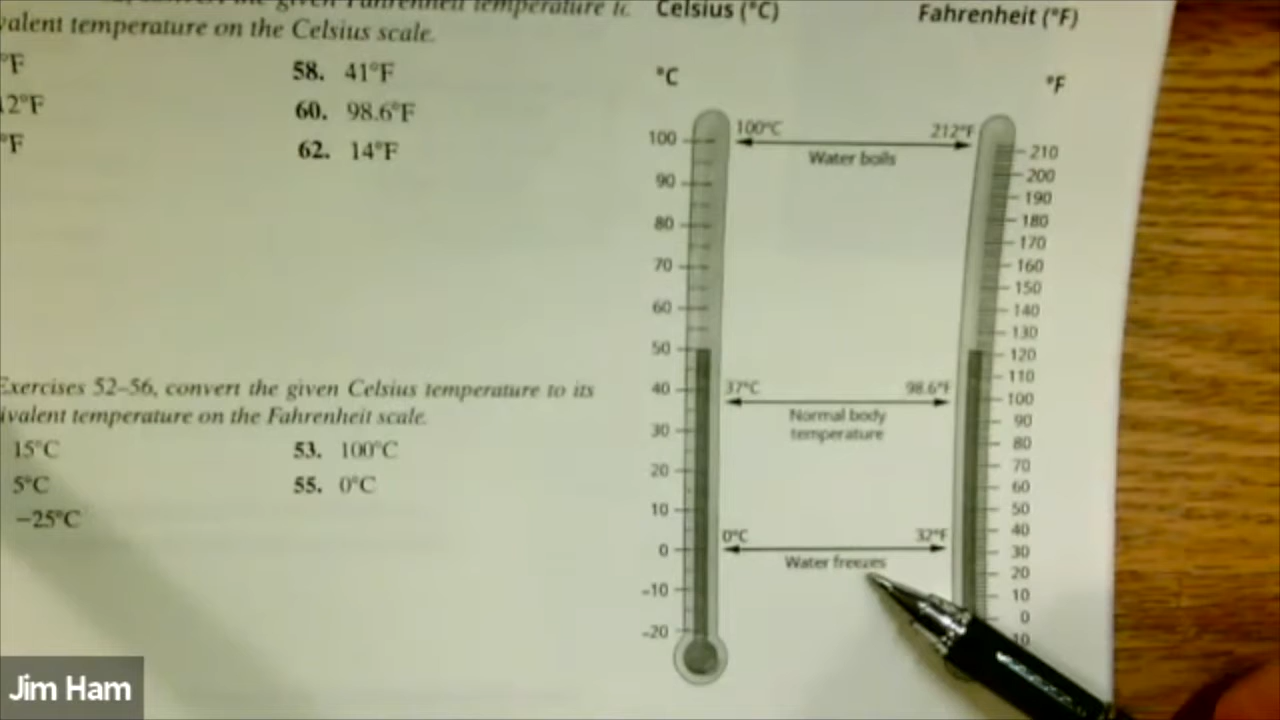 valent temperature on the Celsius scale.
°F
58. 41°F
2°F
60. 98.6°F
°F
62. 14°F
Exercises 52–56, convert the given Celsius temperature to its
ivalent temperature on the Fahrenheit scale.
15°C
53. 100°C
5°C
55. 0°C
−25°C
Celsius (°C)
Fahrenheit (°F)
°C
°F
100°C
212°F
Water boils
37°C
98.6°F
Normal body
temperature
0°C
32°F
Water freezes
100
90
80
70
60
50
40
30
20
10
0
-10
-20
210
200
190
180
170
160
150
140
130
120
110
100
90
80
70
60
50
40
30
20
10
0
Jim Ham